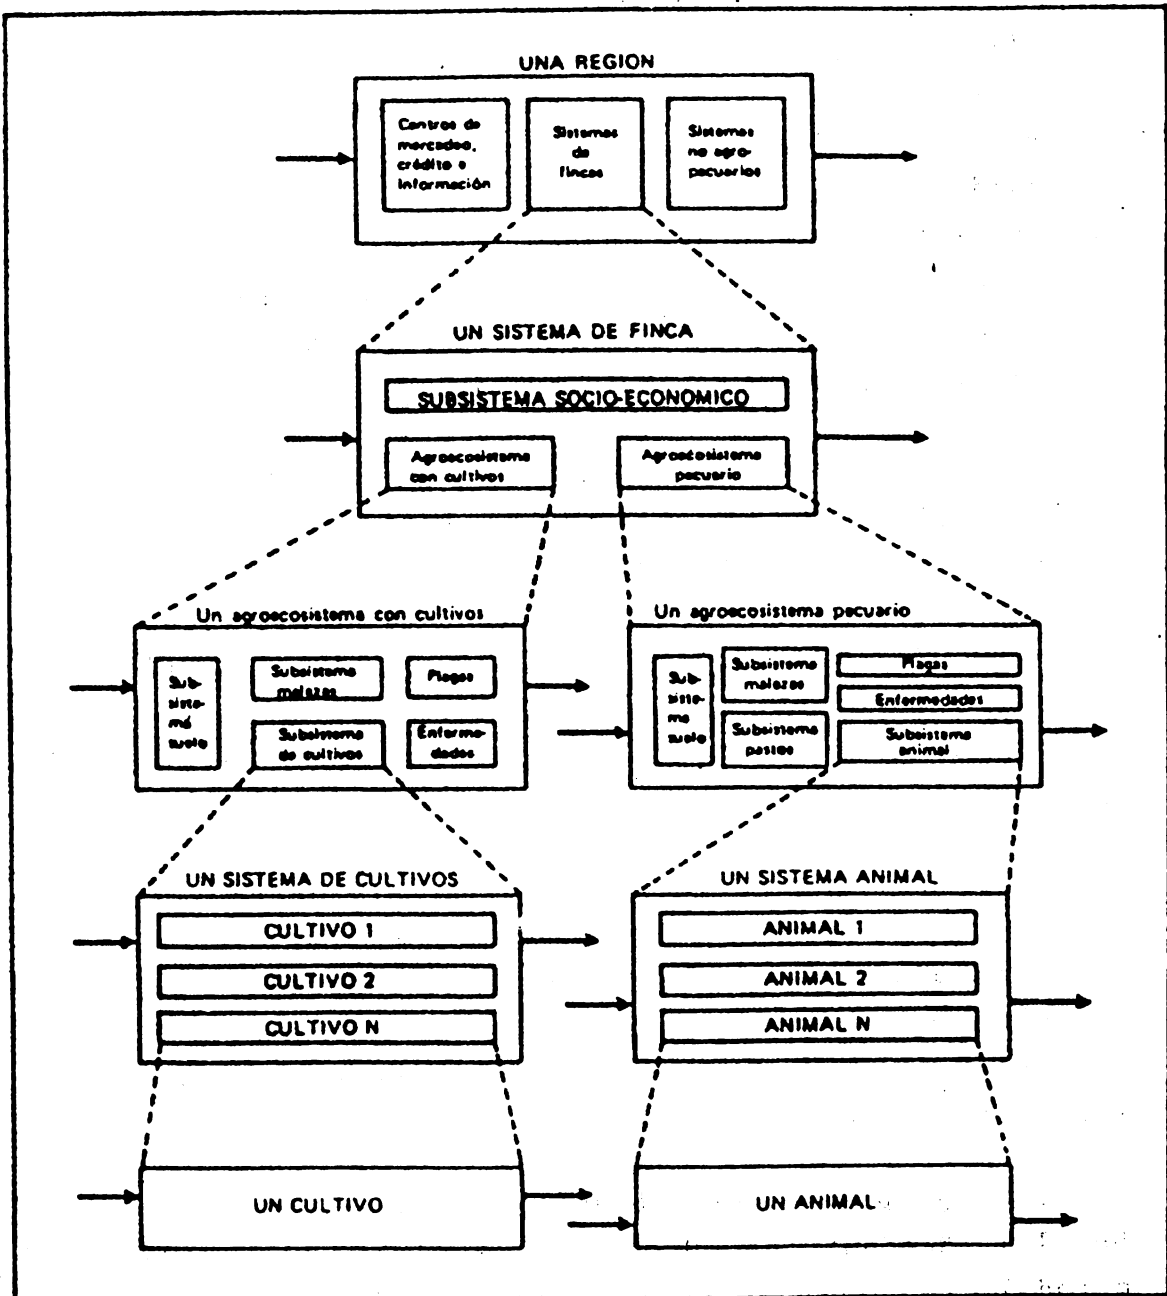 UNA REGION
Centros de
mercadeo,
crédito e
Información
Sistemas
de
fincas
Sistemas
no agro-
pecuarios
UN SISTEMA DE FINCA
SUBSISTEMA SOCIO-ECONOMICO
Agroecosistema
con cultivos
Agroecosistema
pecuario
Un agroecosistema con cultivos
Sub-
siste-
má
suelo
Subsistema
malezas
Plagas
Subsistema
de cultivos
Enferme-
dades
Un agroecosistema pecuario
Sub-
siste-
ma
suelo
Subsistema
malezas
Plagas
Enfermedades
Subsistema
pastos
Subsistema
animal
UN SISTEMA DE CULTIVOS
CULTIVO 1
CULTIVO 2
CULTIVO N
UN SISTEMA ANIMAL
ANIMAL 1
ANIMAL 2
ANIMAL N
UN CULTIVO
UN ANIMAL